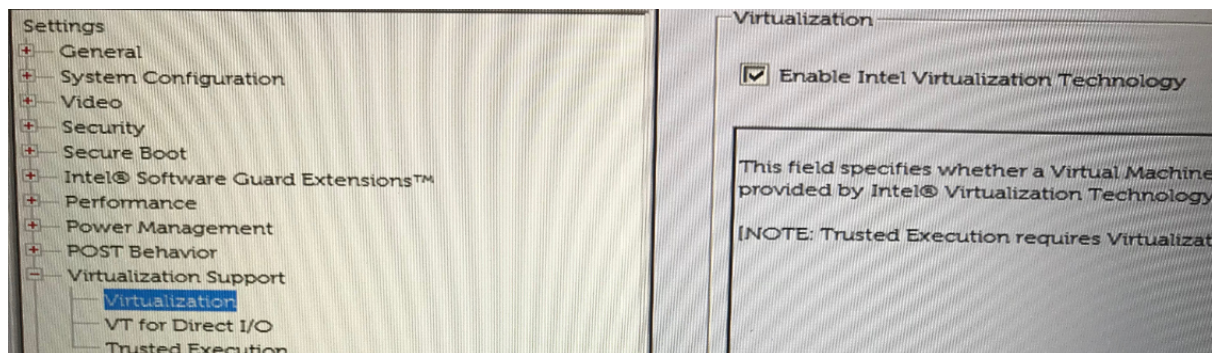 Settings
General
System Configuration
Video
Security
Secure Boot
Intel® Software Guard Extensions™
Performance
Power Management
POST Behavior
Virtualization Support
Virtualization
VT for Direct I/O
Trusted Execution
Virtualization
Enable Intel Virtualization Technology
This field specifies whether a Virtual Machine
provided by Intel® Virtualization Technology
[NOTE: Trusted Execution requires Virtualizat